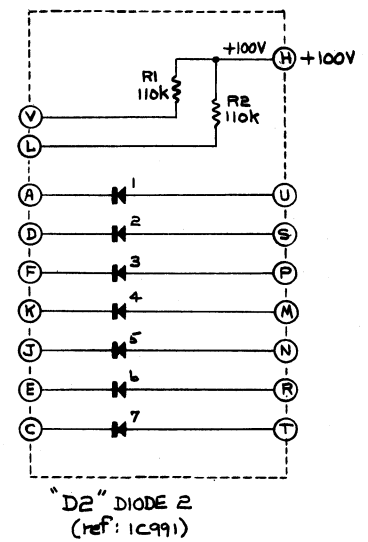 +100V H +100V
R1
110K
R2
110K
V
L
A 1 U
D 2 S
F 3 P
K 4 M
J 5 N
E 6 R
C 7 T
"D2" DIODE 2
(ref: 1C991)